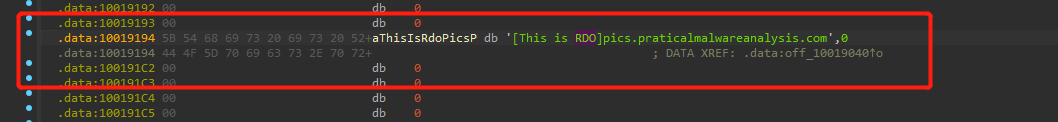 .data:10019192 00 db 0
.data:10019193 00 db 0
.data:10019194 5B 54 68 69 73 20 69 73 20 52+aThisIsRdoPicsP db '[This is RDO]pics.praticalmalwareanalysis.com',0
.data:10019194 44 4F 5D 70 69 63 73 2E 70 72+ ; DATA XREF: .data:off_10019040↑o
.data:100191C2 00 db 0
.data:100191C3 00 db 0
.data:100191C4 00 db 0
.data:100191C5 00 db 0